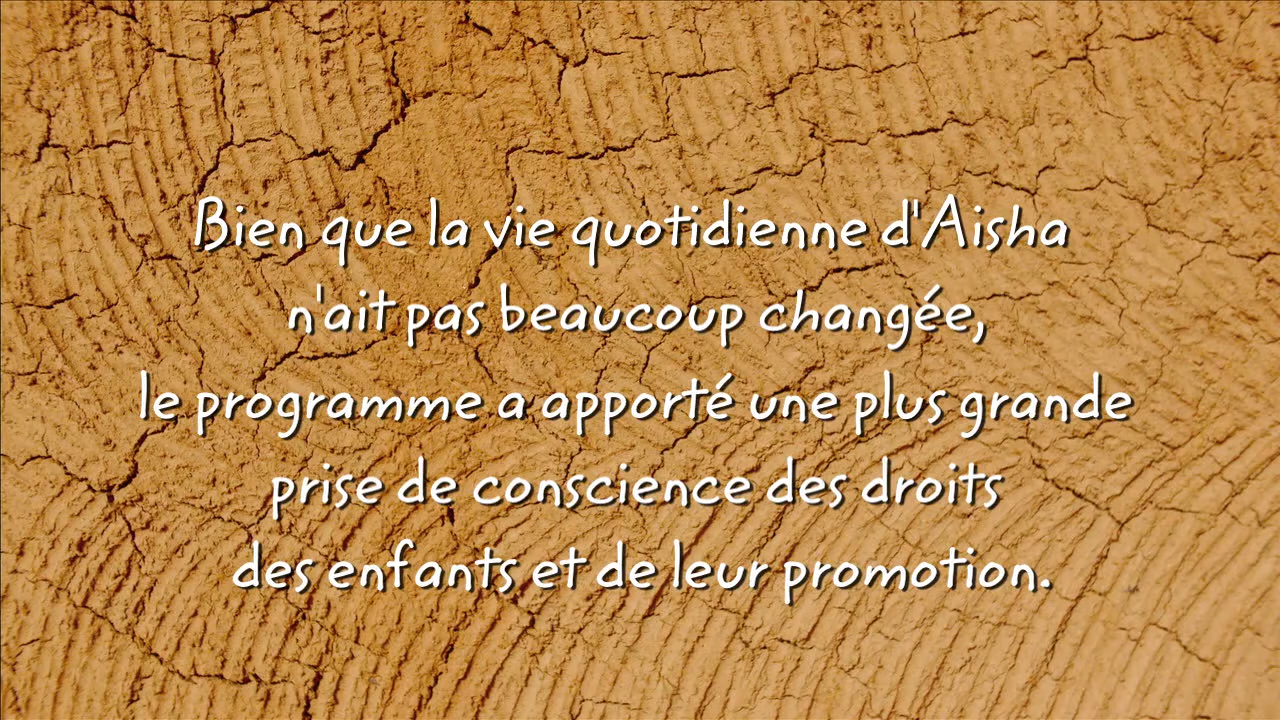 Bien que la vie quotidienne d'Aisha
n'ait pas beaucoup changée,
le programme a apporté une plus grande
prise de conscience des droits
des enfants et de leur promotion.